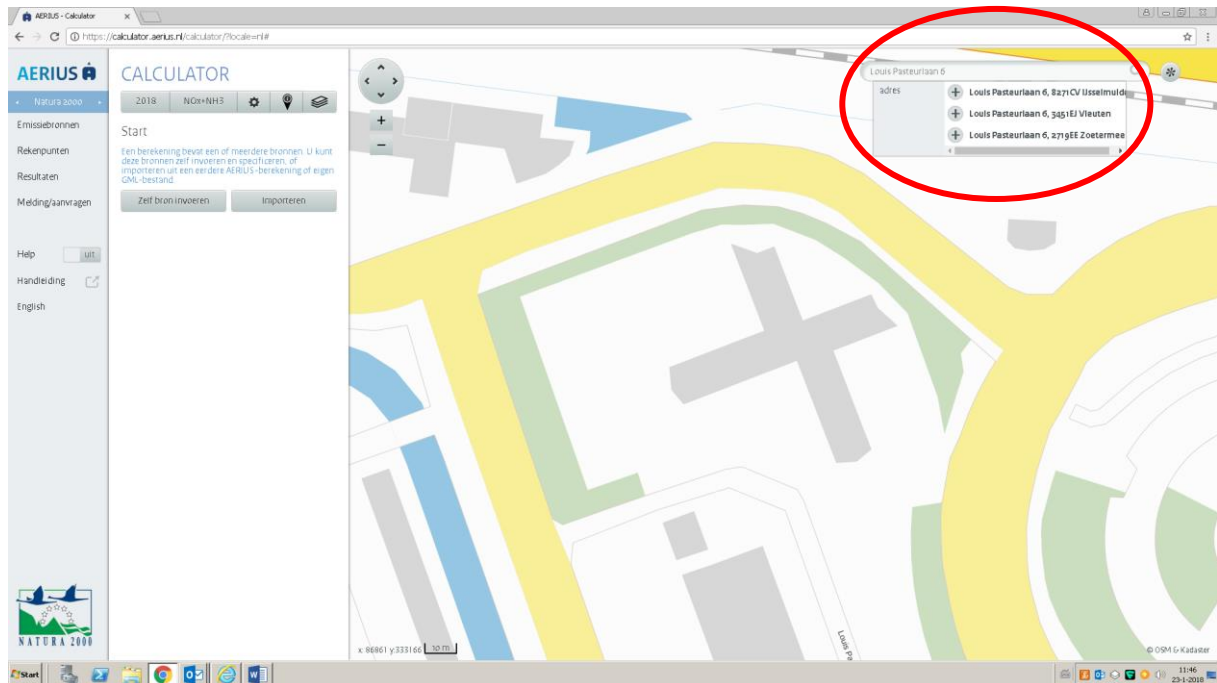 AERIUS - Calculator
https://calculator.aerius.nl/calculator/?locale=nl#
AERIUS
Natura 2000
Emissiebronnen
Rekenpunten
Resultaten
Melding/aanvragen
Help
uit
Handleiding
English
NATURA 2000
CALCULATOR
2018
NOx+NH3
Start
Een berekening bevat een of meerdere bronnen. U kunt
deze bronnen zelf invoeren en specificeren, of
importeren uit een eerdere AERIUS-berekening of eigen
GML-bestand.
Zelf bron invoeren
Importeren
Louis Pasteurlaan 6
adres
Louis Pasteurlaan 6, 8271CV IJsselmuide
Louis Pasteurlaan 6, 3451EJ Vleuten
Louis Pasteurlaan 6, 2719EE Zoetermee
Louis Pa
x: 86861 y:333166
10 m
© OSM & Kadaster
Start
11:46
23-1-2018